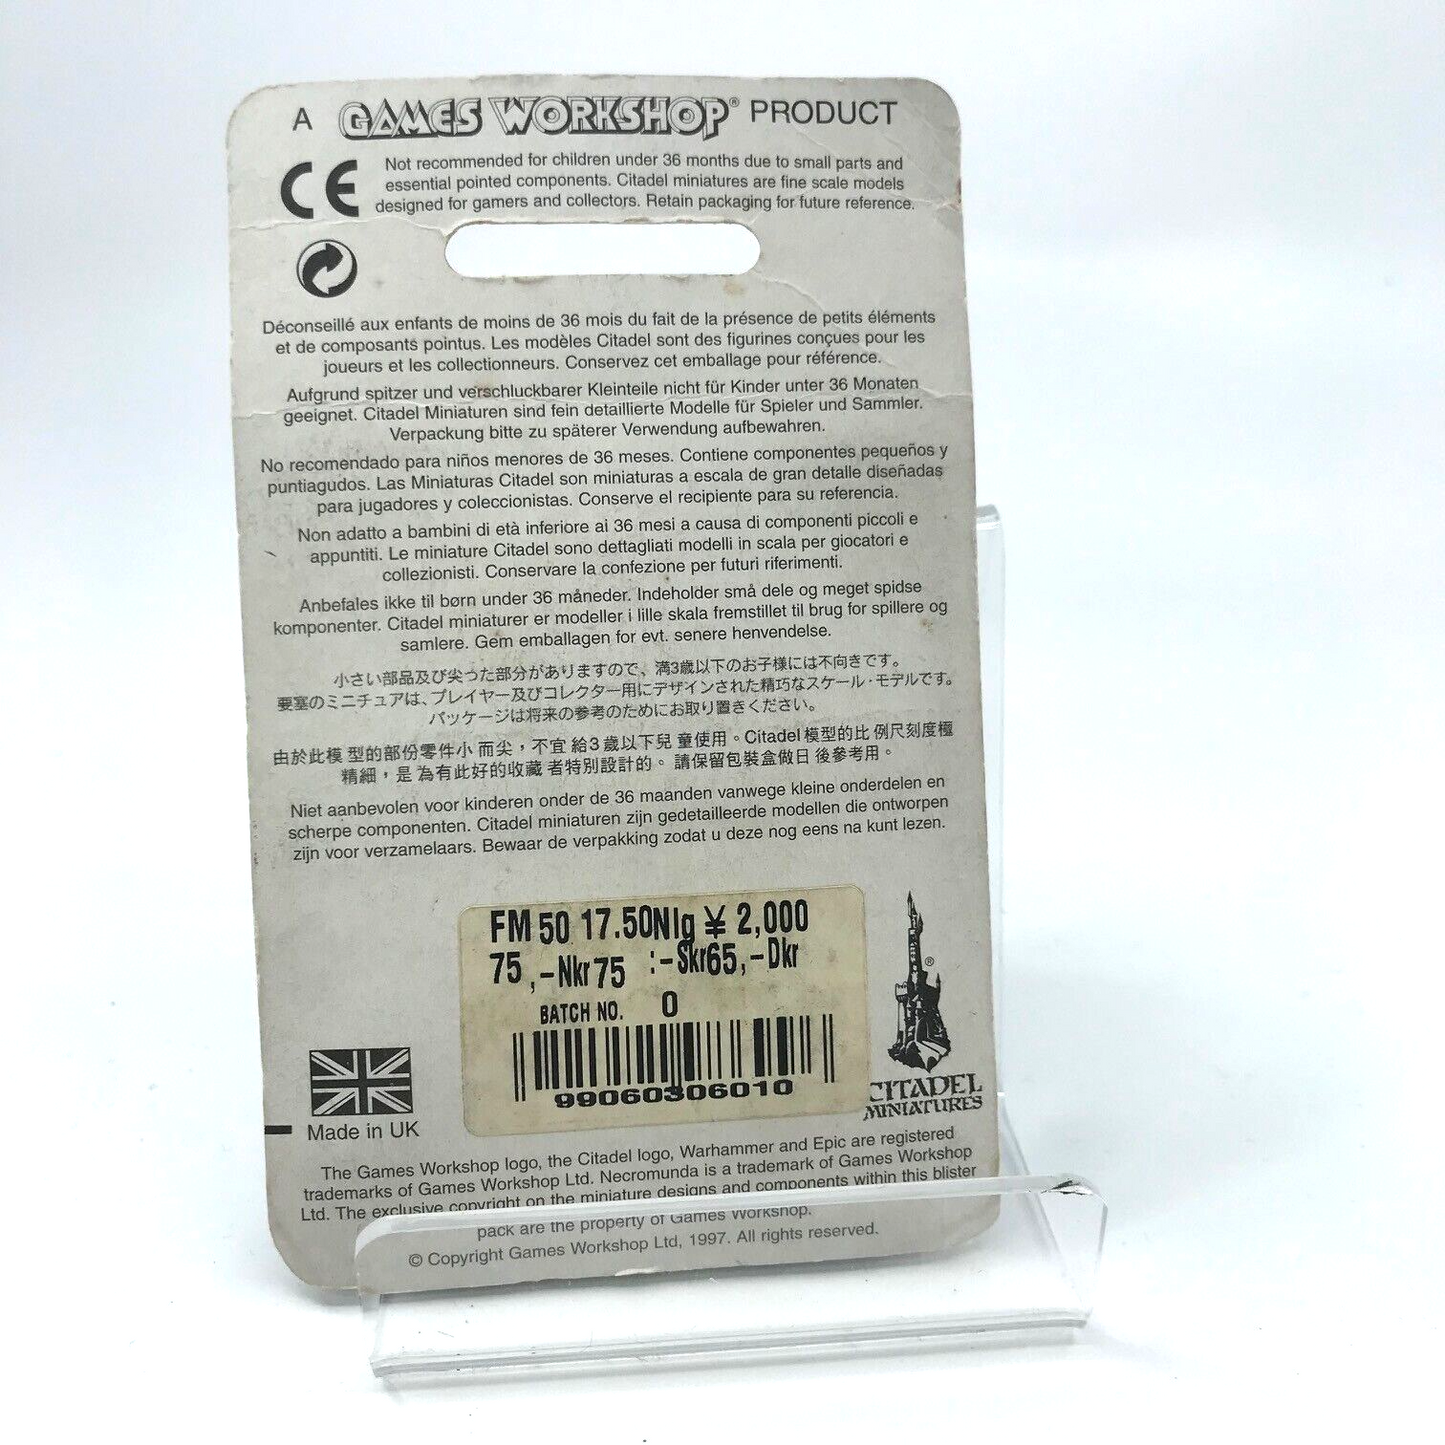 A GAMES WORKSHOP® PRODUCT
CE
Not recommended for children under 36 months due to small parts and
essential pointed components. Citadel miniatures are fine scale models
designed for gamers and collectors. Retain packaging for future reference.
Déconseillé aux enfants de moins de 36 mois du fait de la présence de petits éléments
et de composants pointus. Les modèles Citadel sont des figurines conçues pour les
joueurs et les collectionneurs. Conservez cet emballage pour référence.
Aufgrund spitzer und verschluckbarer Kleinteile nicht für Kinder unter 36 Monaten
geeignet. Citadel Miniaturen sind fein detaillierte Modelle für Spieler und Sammler.
Verpackung bitte zu späterer Verwendung aufbewahren.
No recomendado para niños menores de 36 meses. Contiene componentes pequeños y
puntiagudos. Las Miniaturas Citadel son miniaturas a escala de gran detalle diseñadas
para jugadores y coleccionistas. Conserve el recipiente para su referencia.
Non adatto a bambini di età inferiore ai 36 mesi a causa di componenti piccoli e
appuntiti. Le miniature Citadel sono dettagliati modelli in scala per giocatori e
collezionisti. Conservare la confezione per futuri riferimenti.
Anbefales ikke til børn under 36 måneder. Indeholder små dele og meget spidse
komponenter. Citadel miniaturer er modeller i lille skala fremstillet til brug for spillere og
samlere. Gem emballagen for evt. senere henvendelse.
小さい部品及び尖った部分がありますので、満3歳以下のお子様には不向きです。
要塞のミニチュアは、プレイヤー及びコレクター用にデザインされた精巧なスケール・モデルです。
パッケージは将来の参考のためにお取り置きください。
由於此模 型的部份零件小 而尖，不宜 給3 歲以下兒 童使用。Citadel 模型的比 例尺刻度極
精細，是 為有此好的收藏 者特別設計的。 請保留包裝盒做日 後參考用。
Niet aanbevolen voor kinderen onder de 36 maanden vanwege kleine onderdelen en
scherpe componenten. Citadel miniaturen zijn gedetailleerde modellen die ontworpen
zijn voor verzamelaars. Bewaar de verpakking zodat u deze nog eens na kunt lezen.
FM 50 17.50Nlg ¥ 2,000
75 ,-Nkr 75 :-Skr65,-Dkr
BATCH NO. 0
99060306010
®
CITADEL
MINIATURES
Made in UK
The Games Workshop logo, the Citadel logo, Warhammer and Epic are registered
trademarks of Games Workshop Ltd. Necromunda is a trademark of Games Workshop
Ltd. The exclusive copyright on the miniature designs and components within this blister
pack are the property of Games Workshop.
© Copyright Games Workshop Ltd, 1997. All rights reserved.